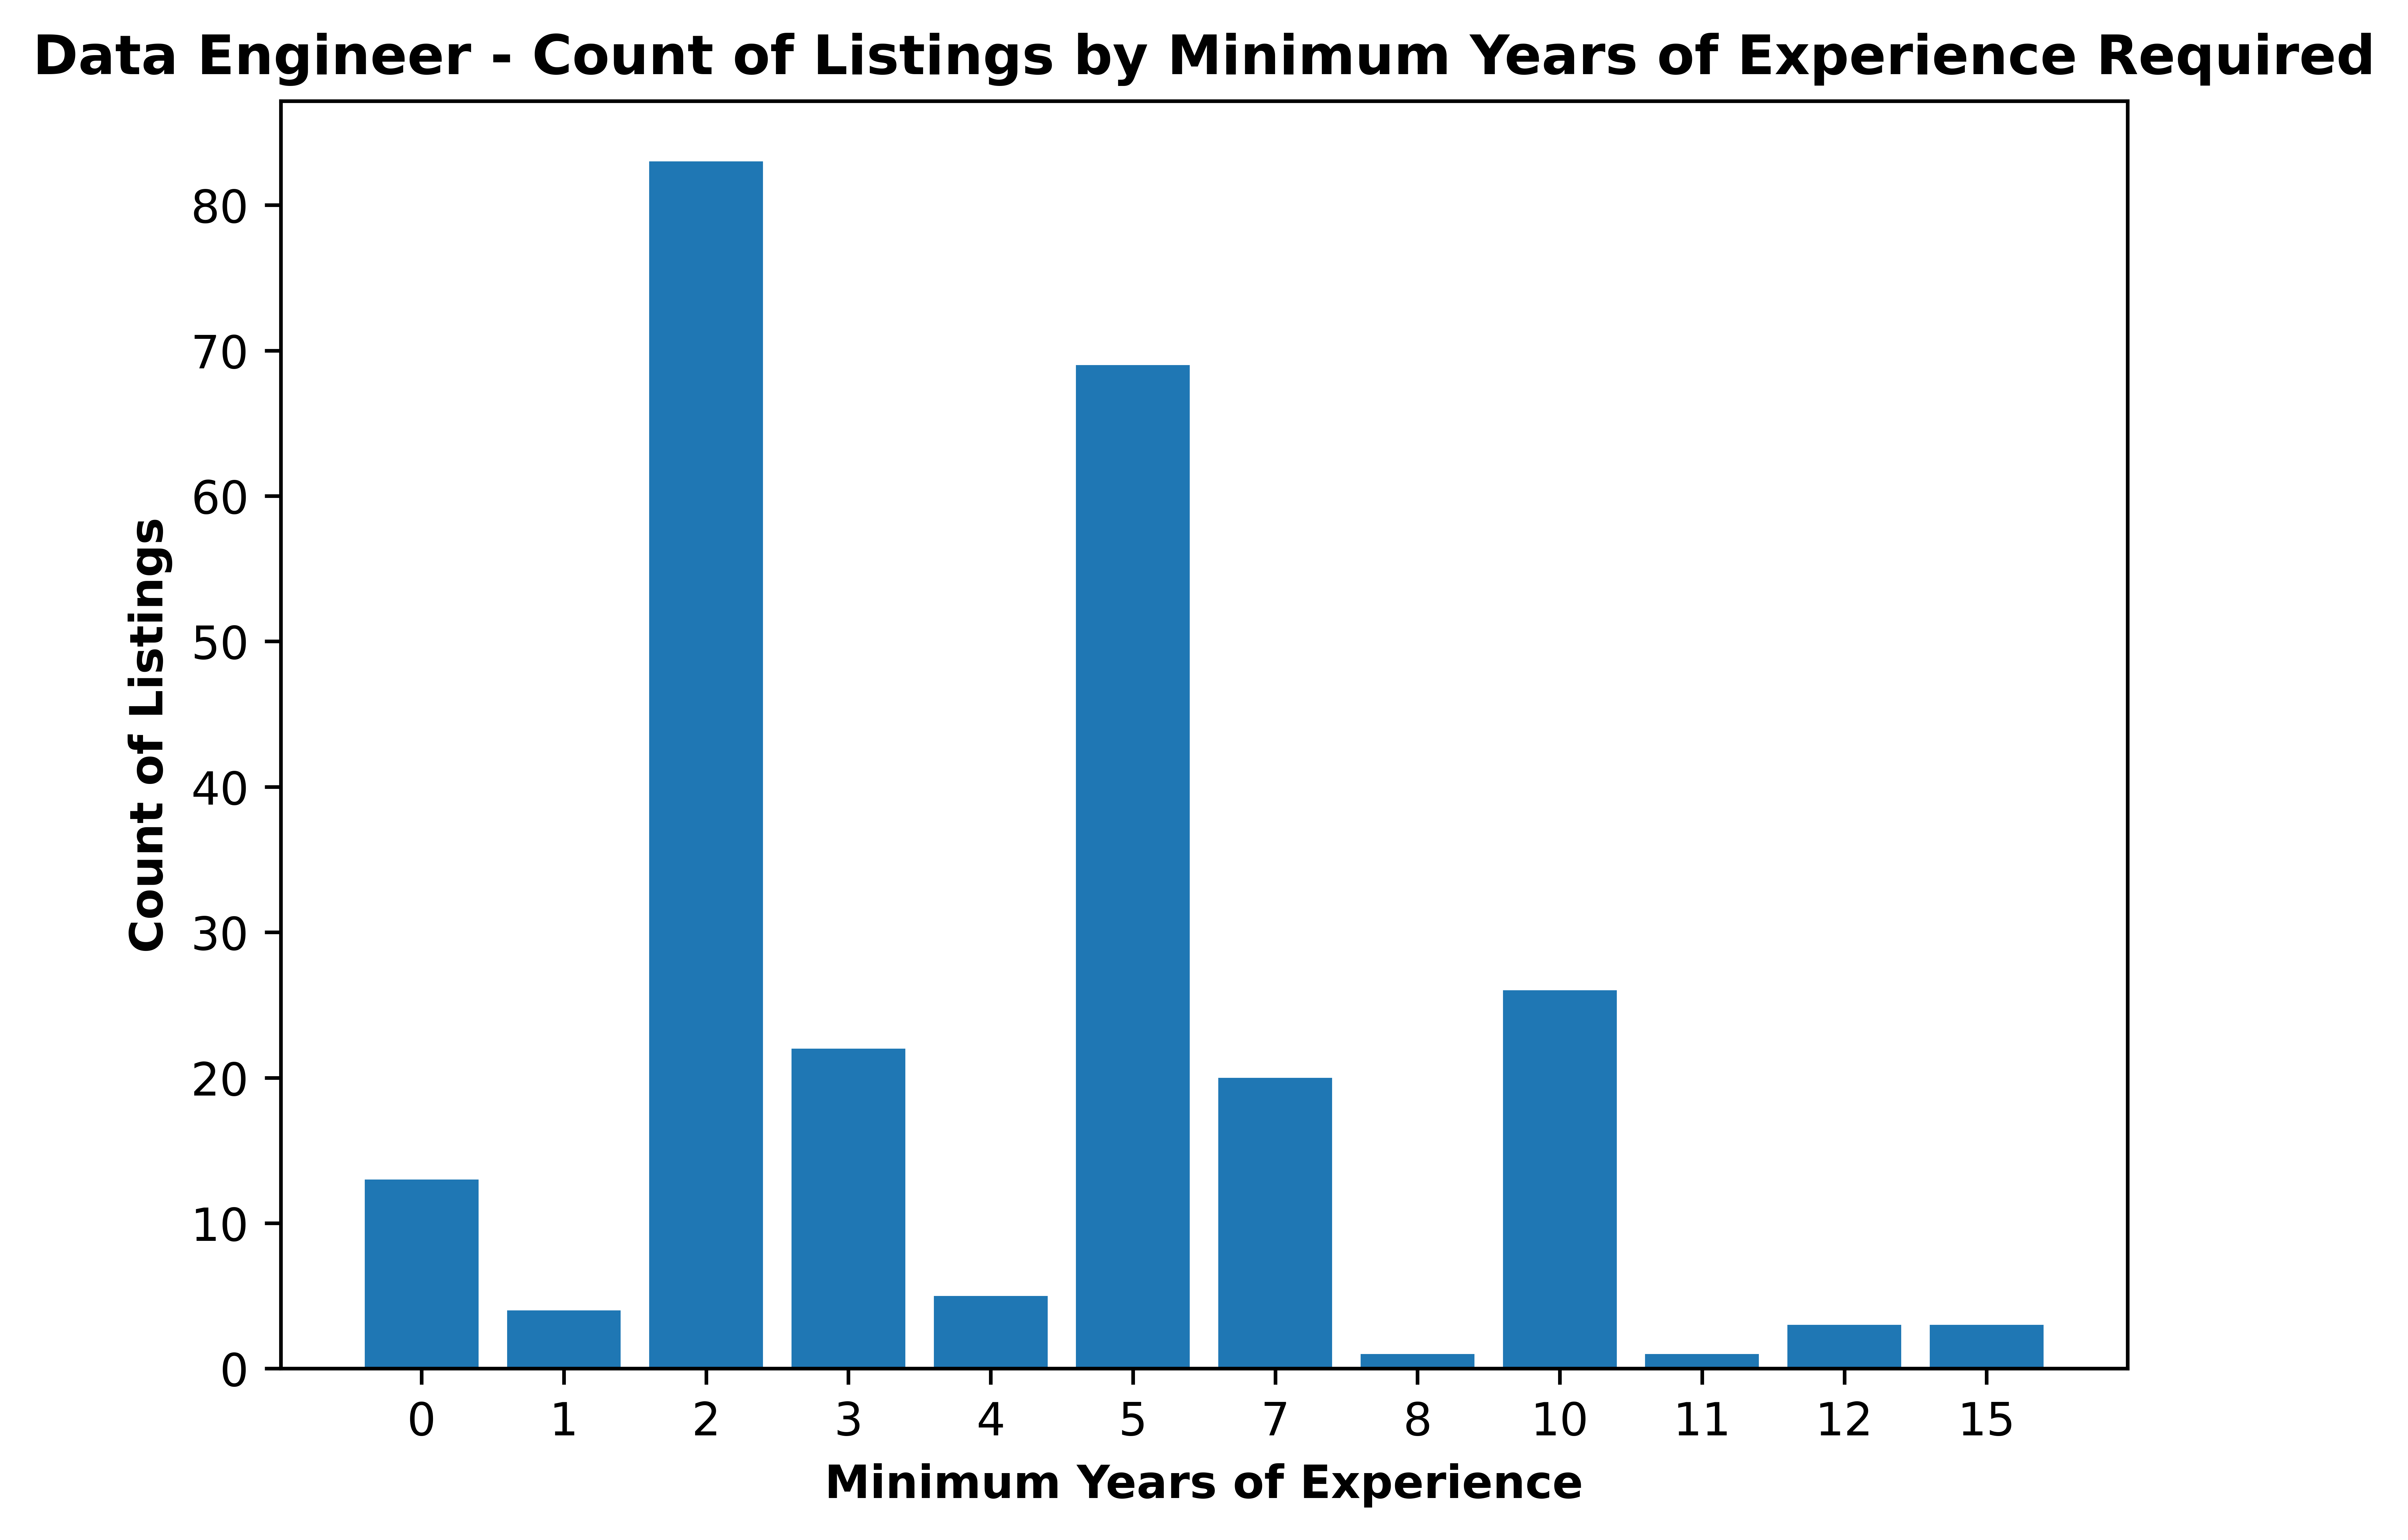 Data Engineer - Count of Listings by Minimum Years of Experience Required
Count of Listings
80
70
60
50
40
30
20
10
0
0 1 2 3 4 5 7 8 10 11 12 15
Minimum Years of Experience